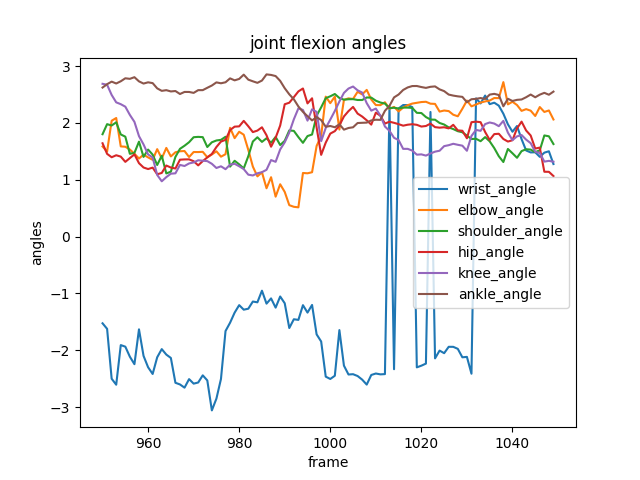 joint flexion angles
angles
3
2
1
0
−1
−2
−3
wrist_angle
elbow_angle
shoulder_angle
hip_angle
knee_angle
ankle_angle
960
980
1000
1020
1040
frame